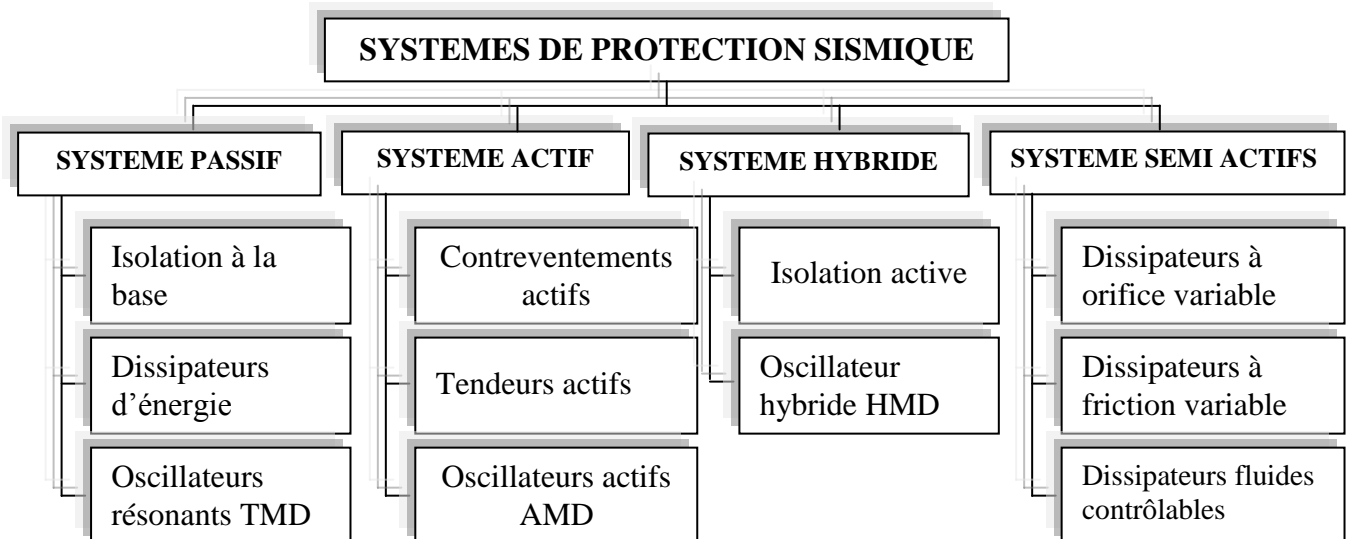 SYSTEMES DE PROTECTION SISMIQUE
SYSTEME PASSIF
Isolation à la
base
Dissipateurs
d’énergie
Oscillateurs
résonants TMD
SYSTEME ACTIF
Contreventements
actifs
Tendeurs actifs
Oscillateurs actifs
AMD
SYSTEME HYBRIDE
Isolation active
Oscillateur
hybride HMD
SYSTEME SEMI ACTIFS
Dissipateurs à
orifice variable
Dissipateurs à
friction variable
Dissipateurs fluides
contrôlables